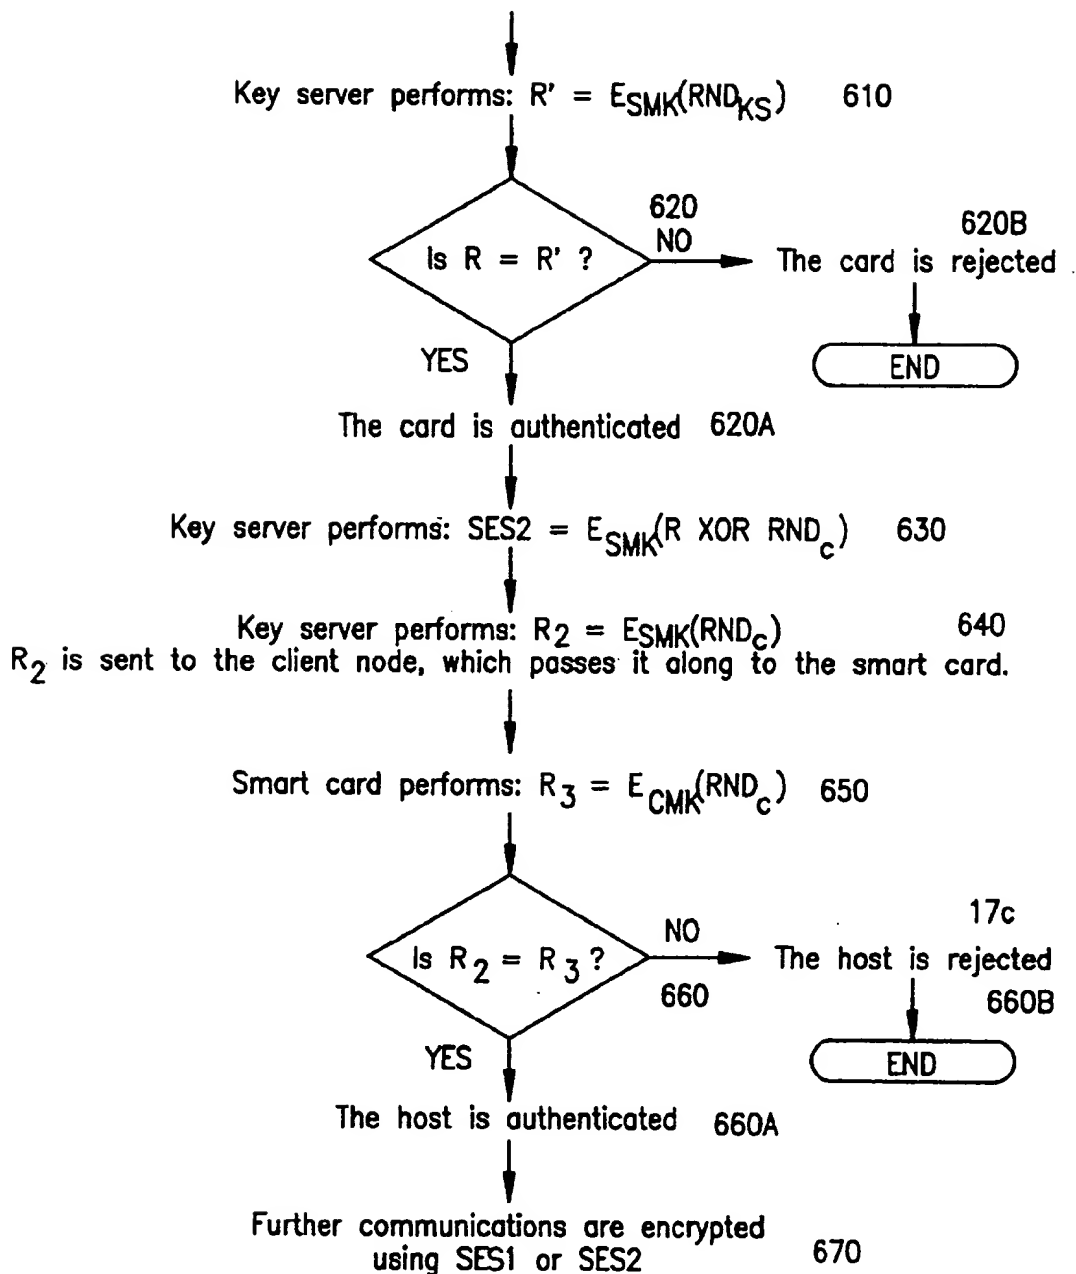 Key server performs: R' = E_SMK(RND_KS) 610
620
NO
620B
Is R = R' ?
The card is rejected
YES
END
The card is authenticated 620A
Key server performs: SES2 = E_SMK(R XOR RND_c) 630
Key server performs: R_2 = E_SMK(RND_c) 640
R_2 is sent to the client node, which passes it along to the smart card.
Smart card performs: R_3 = E_CMK(RND_c) 650
17c
NO
Is R_2 = R_3 ?
The host is rejected
660
660B
YES
END
The host is authenticated 660A
Further communications are encrypted
using SES1 or SES2 670